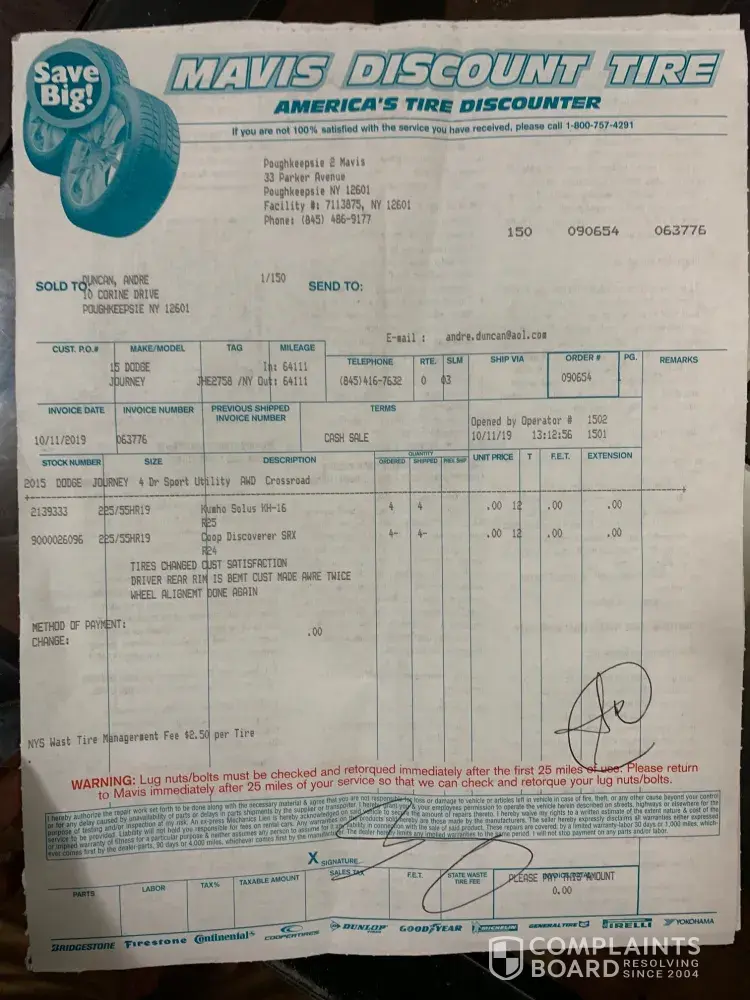 Save Big!
MAVIS DISCOUNT TIRE
AMERICA'S TIRE DISCOUNTER
If you are not 100% satisfied with the service you have received, please call 1-800-757-4291
Poughkeepsie 2 Mavis
33 Parker Avenue
Poughkeepsie NY 12601
Facility #: 7113875, NY 12601
Phone: (845) 486-9177
150 090654 063776
SOLD TO: DUNCAN, ANDRE 1/150 SEND TO:
10 CORINE DRIVE
POUGHKEEPSIE NY 12601
E-mail : andre.duncan@aol.com
CUST. P.O.# MAKE/MODEL TAG MILEAGE TELEPHONE RTE. SLM SHIP VIA ORDER # PG. REMARKS
15 DODGE In: 64111
JOURNEY JHE2758 /NY Out: 64111 (845)416-7632 0 03 090654
INVOICE DATE INVOICE NUMBER PREVIOUS SHIPPED INVOICE NUMBER TERMS
Opened by Operator # 1502
10/11/2019 063776 CASH SALE 10/11/19 13:12:56 1501
STOCK NUMBER SIZE DESCRIPTION QUANTITY ORDERED SHIPPED UNIT PRICE T F.E.T. EXTENSION
2015 DODGE JOURNEY 4 Dr Sport Utility AWD Crossroad
2139333 225/55HR19 Kumho Solus KH-16 4 4 .00 12 .00 .00
R25
9000026096 225/55HR19 Coop Discoverer SRX 4- 4- .00 12 .00 .00
R24
TIRES CHANGED CUST SATISFACTION
DRIVER REAR RIM IS BEMT CUST MADE AWRE TWICE
WHEEL ALIGNEMT DONE AGAIN
METHOD OF PAYMENT:
CHANGE: .00
NYS Wast Tire Management Fee $2.50 per Tire
WARNING: Lug nuts/bolts must be checked and retorqued immediately after the first 25 miles of use. Please return
to Mavis immediately after 25 miles of your service so that we can check and retorque your lug nuts/bolts.
X SIGNATURE
PARTS LABOR TAX% TAXABLE AMOUNT SALES TAX F.E.T. STATE WASTE TIRE FEE PLEASE PAY THIS AMOUNT
0.00
BRIDGESTONE Firestone Continental COOPERTIRES DUNLOP GOODYEAR MICHELIN GENERAL TIRE PIRELLI YOKOHAMA
COMPLAINTS BOARD RESOLVING SINCE 2004